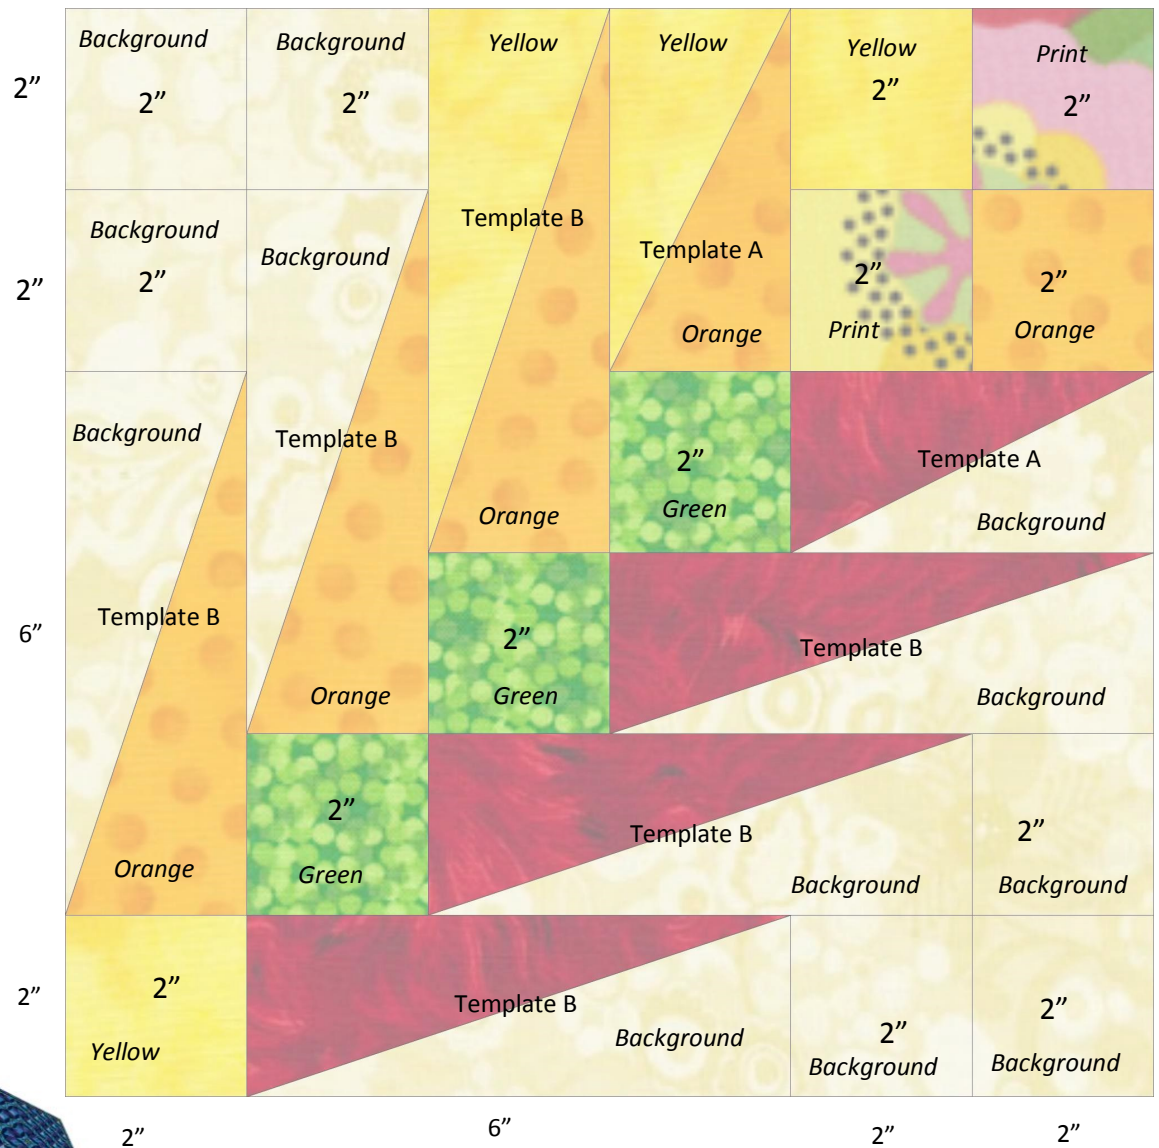 Background
Background
Yellow
Yellow
Yellow
Print
2”
2”
2”
2”
2”
Background
2”
2”
Background
Template B
Template A
Orange
2”
Print
2”
Orange
Background
Template B
Orange
2”
Green
Template A
Background
6”
Template B
Orange
2”
Green
Template B
Background
Orange
2”
Green
Template B
Background
2”
Background
2”
2”
Yellow
Template B
Background
2”
Background
2”
Background
2”
6”
2”
2”